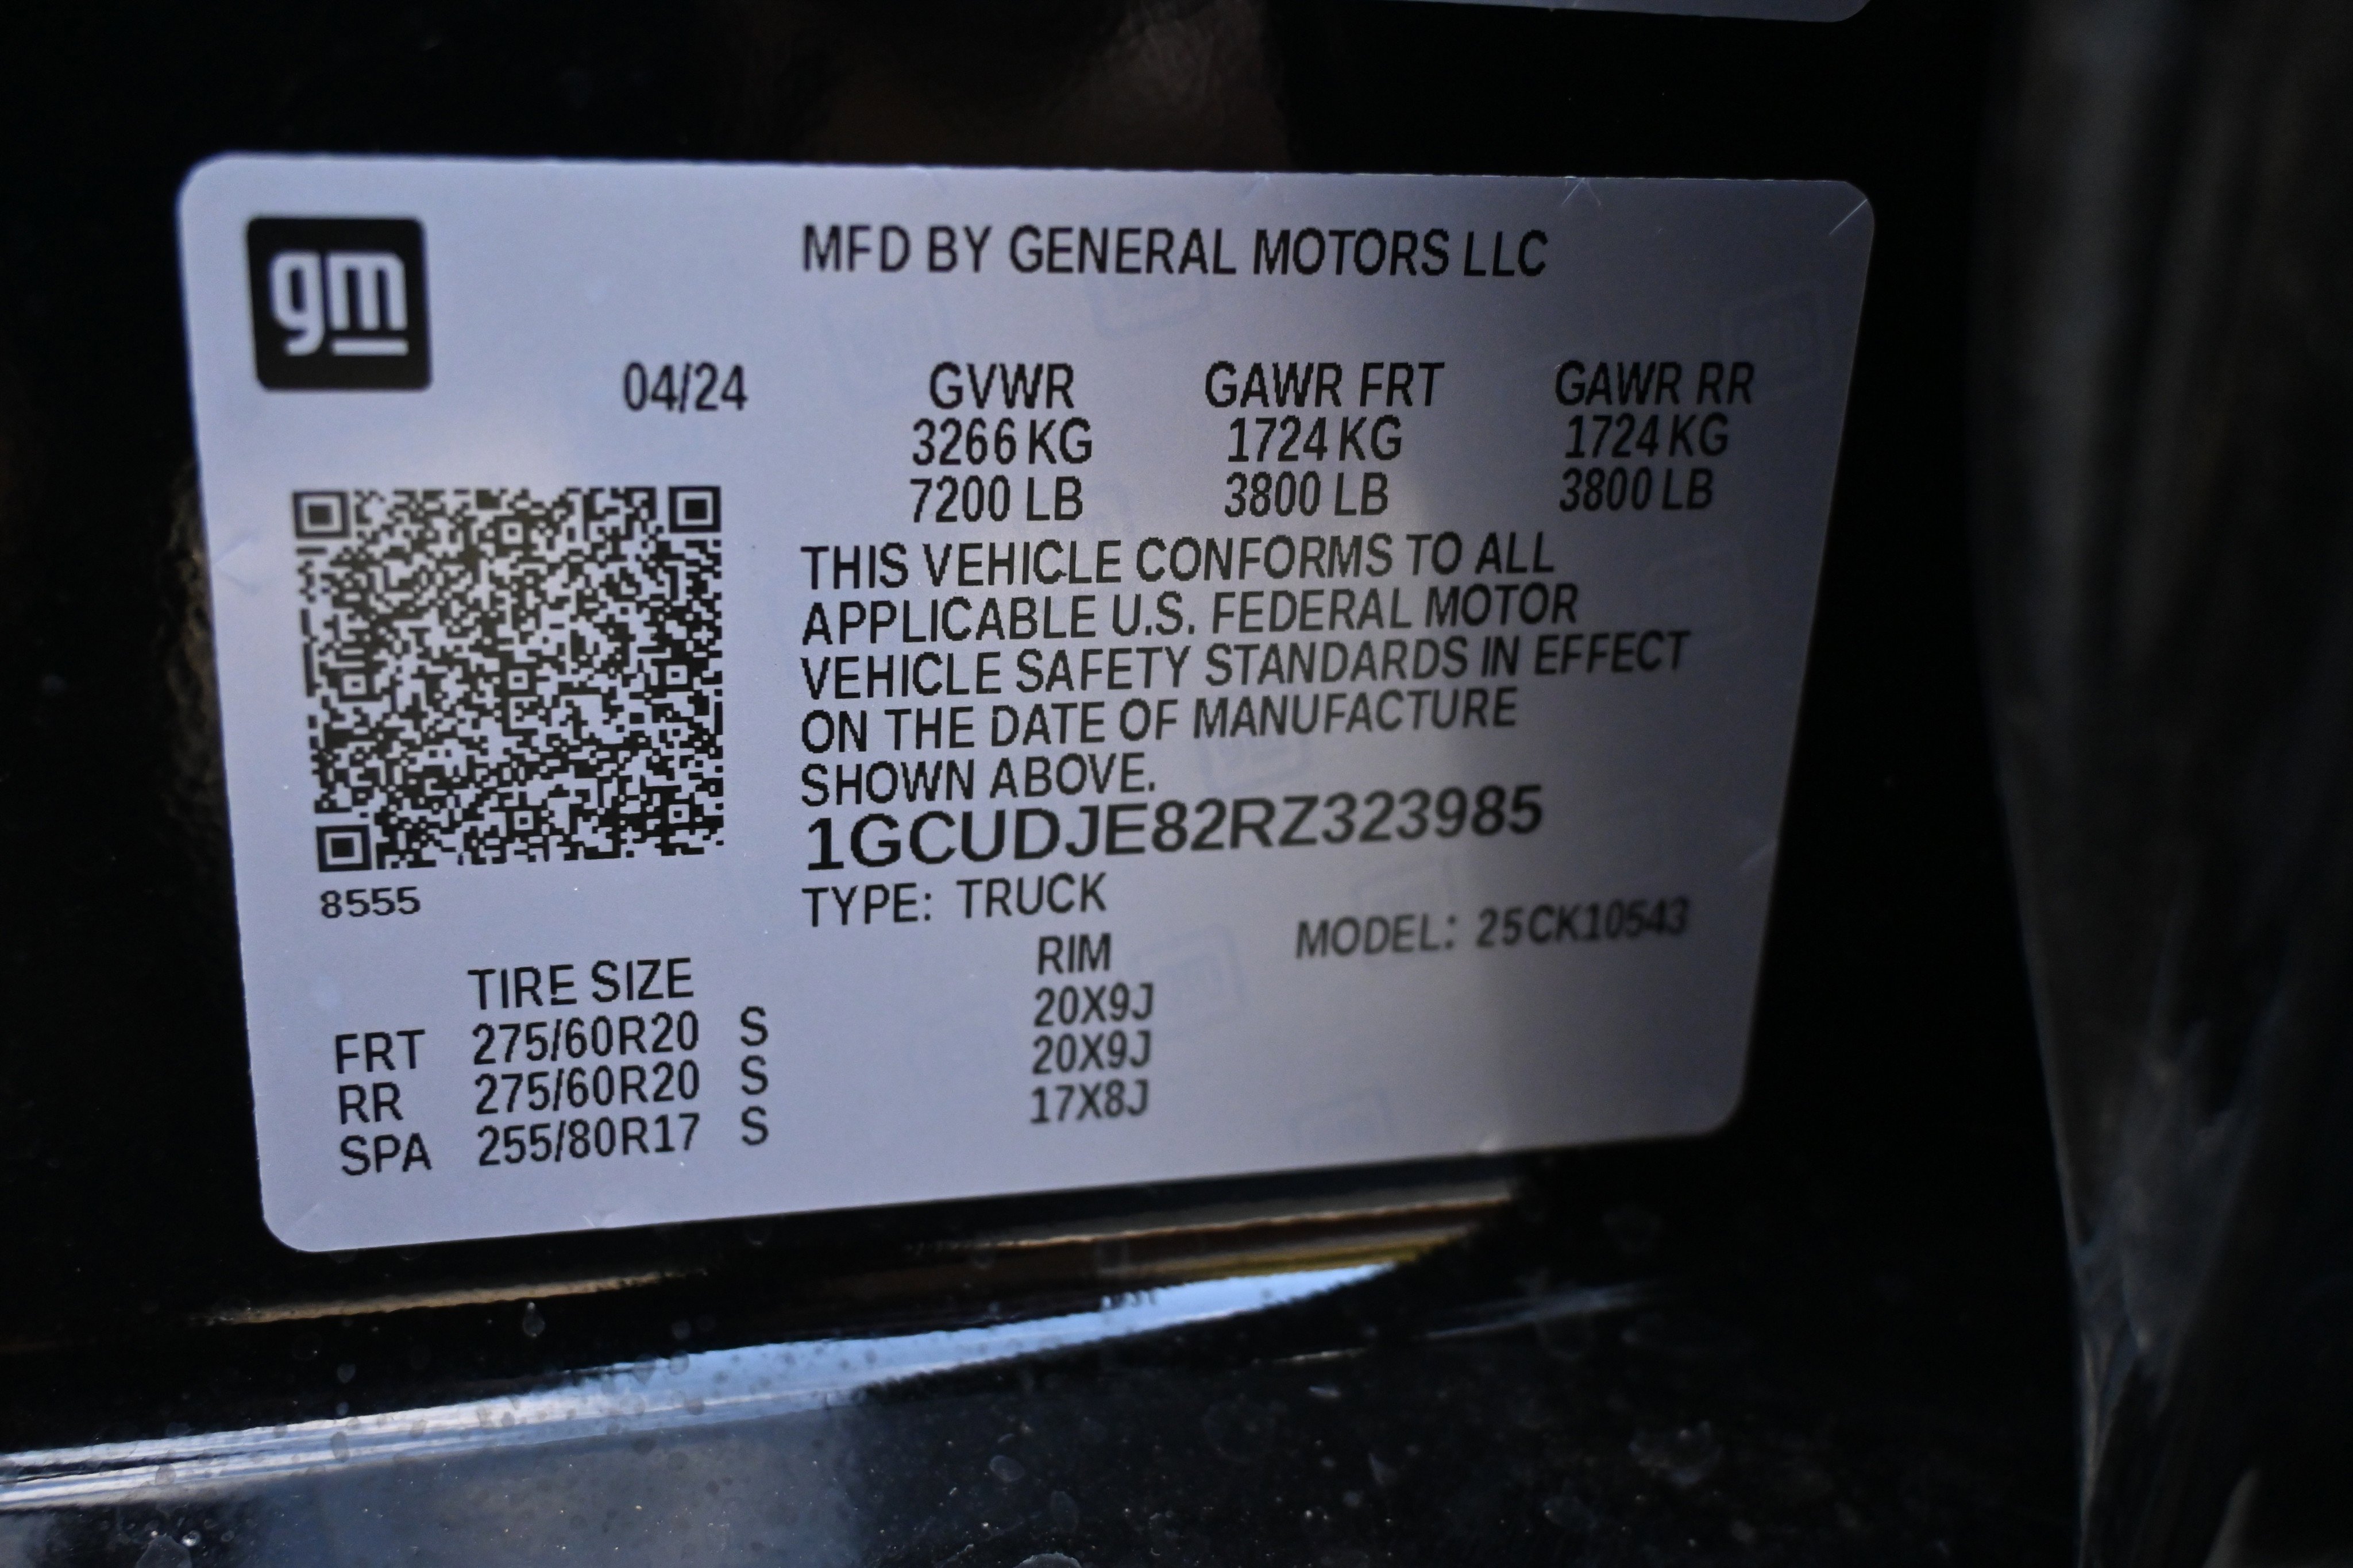 gm
MFD BY GENERAL MOTORS LLC
04/24 GVWR GAWR FRT GAWR RR
3266 KG 1724 KG 1724 KG
7200 LB 3800 LB 3800 LB
THIS VEHICLE CONFORMS TO ALL
APPLICABLE U.S. FEDERAL MOTOR
VEHICLE SAFETY STANDARDS IN EFFECT
ON THE DATE OF MANUFACTURE
SHOWN ABOVE.
1GCUDJE82RZ323985
8555
TYPE: TRUCK
MODEL: 25CK10543
TIRE SIZE RIM
FRT 275/60R20 S 20X9J
RR 275/60R20 S 20X9J
SPA 255/80R17 S 17X8J